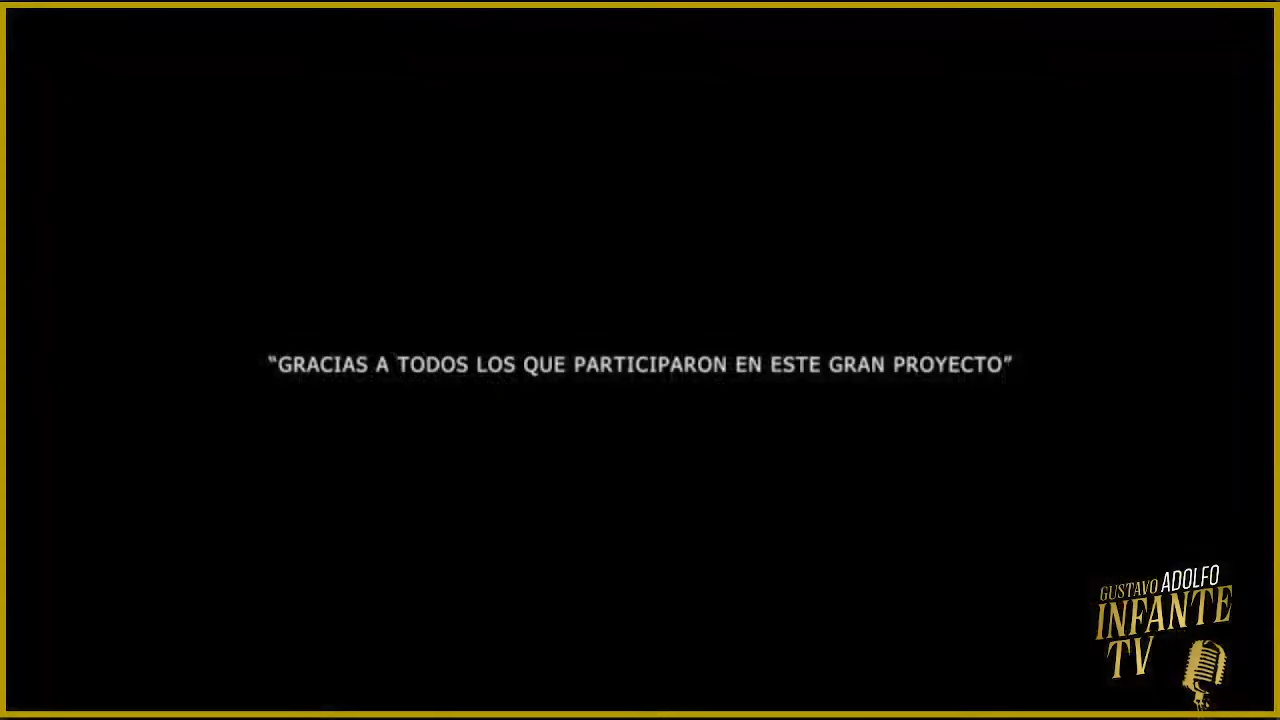 “GRACIAS A TODOS LOS QUE PARTICIPARON EN ESTE GRAN PROYECTO”
GUSTAVO ADOLFO
INFANTE
TV